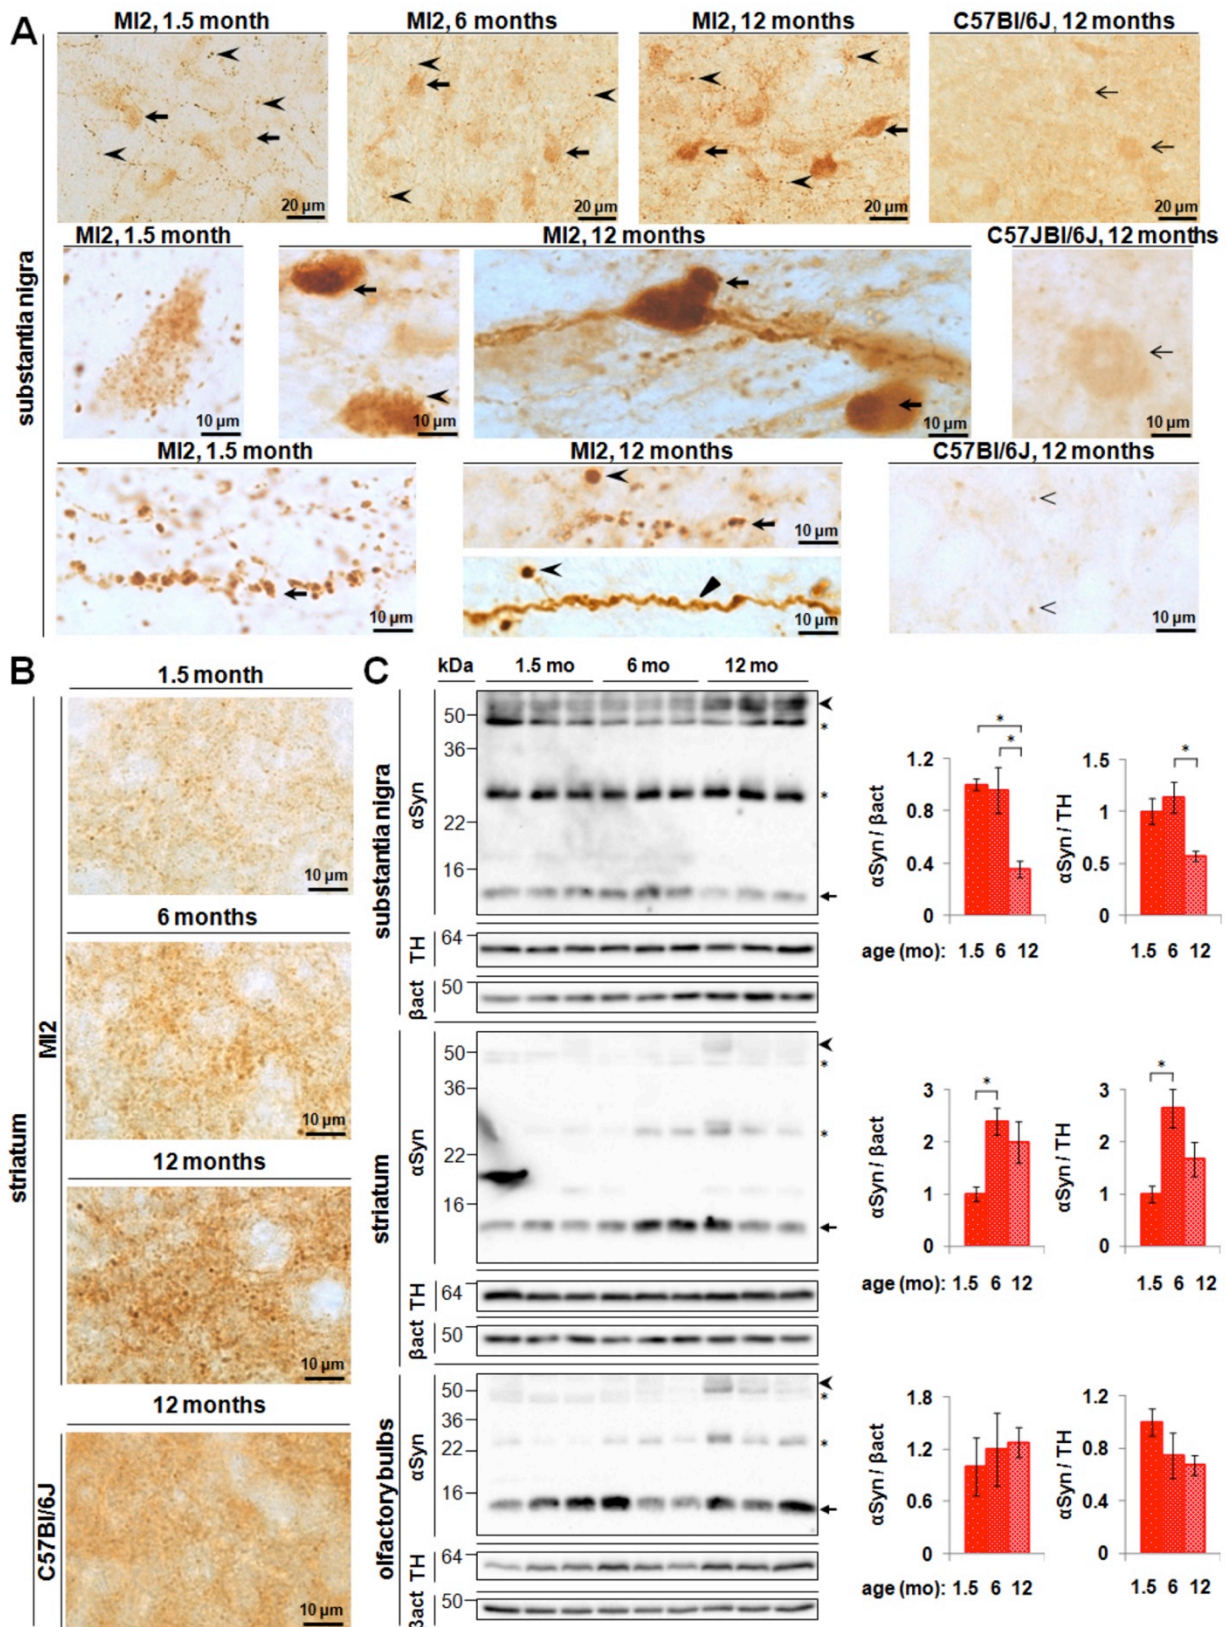 A
MI2, 1.5 month
MI2, 6 months
MI2, 12 months
C57Bl/6J, 12 months
20 µm
20 µm
20 µm
20 µm
substantia nigra
MI2, 1.5 month
MI2, 12 months
C57JBl/6J, 12 months
10 µm
10 µm
10 µm
10 µm
MI2, 1.5 month
MI2, 12 months
C57Bl/6J, 12 months
10 µm
10 µm
10 µm
10 µm
B
1.5 month
10 µm
6 months
10 µm
12 months
10 µm
12 months
10 µm
striatum
MI2
C57Bl/6J
C
kDa
1.5 mo
6 mo
12 mo
substantia nigra
αSyn
50
36
22
16
*
*
TH
64
βact
50
αSyn / βact
1.2
0.8
0.4
0
*
*
age (mo): 1.5 6 12
αSyn / TH
1.5
1
0.5
0
*
1.5 6 12
striatum
αSyn
50
36
22
16
*
*
TH
64
βact
50
αSyn / βact
3
2
1
0
*
age (mo): 1.5 6 12
αSyn / TH
3
2
1
0
*
1.5 6 12
olfactory bulbs
αSyn
50
36
22
16
*
*
TH
64
βact
50
αSyn / βact
1.8
1.2
0.6
0
age (mo): 1.5 6 12
αSyn / TH
1.2
0.8
0.4
0
1.5 6 12